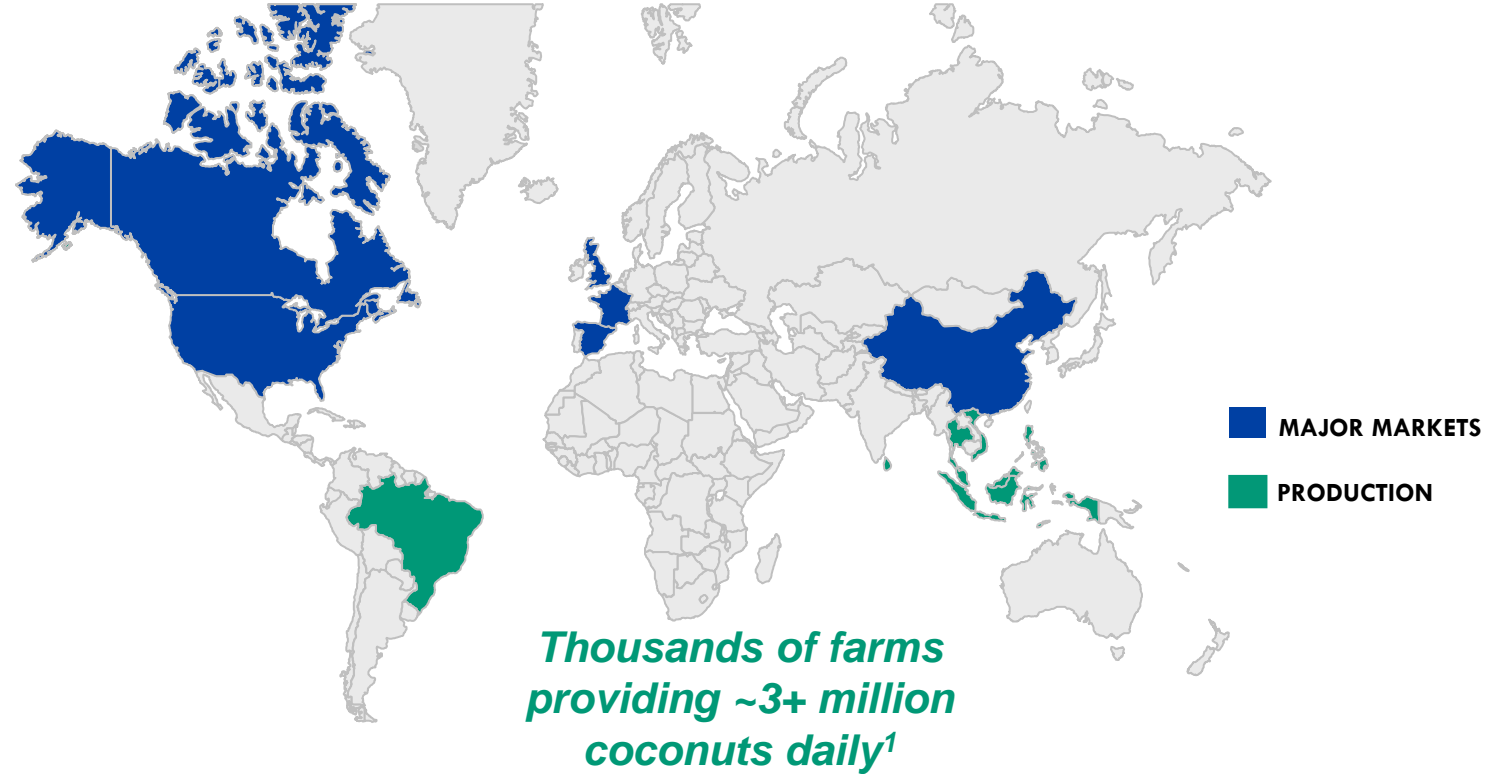 MAJOR MARKETS
PRODUCTION
Thousands of farms
providing ~3+ million
coconuts daily¹